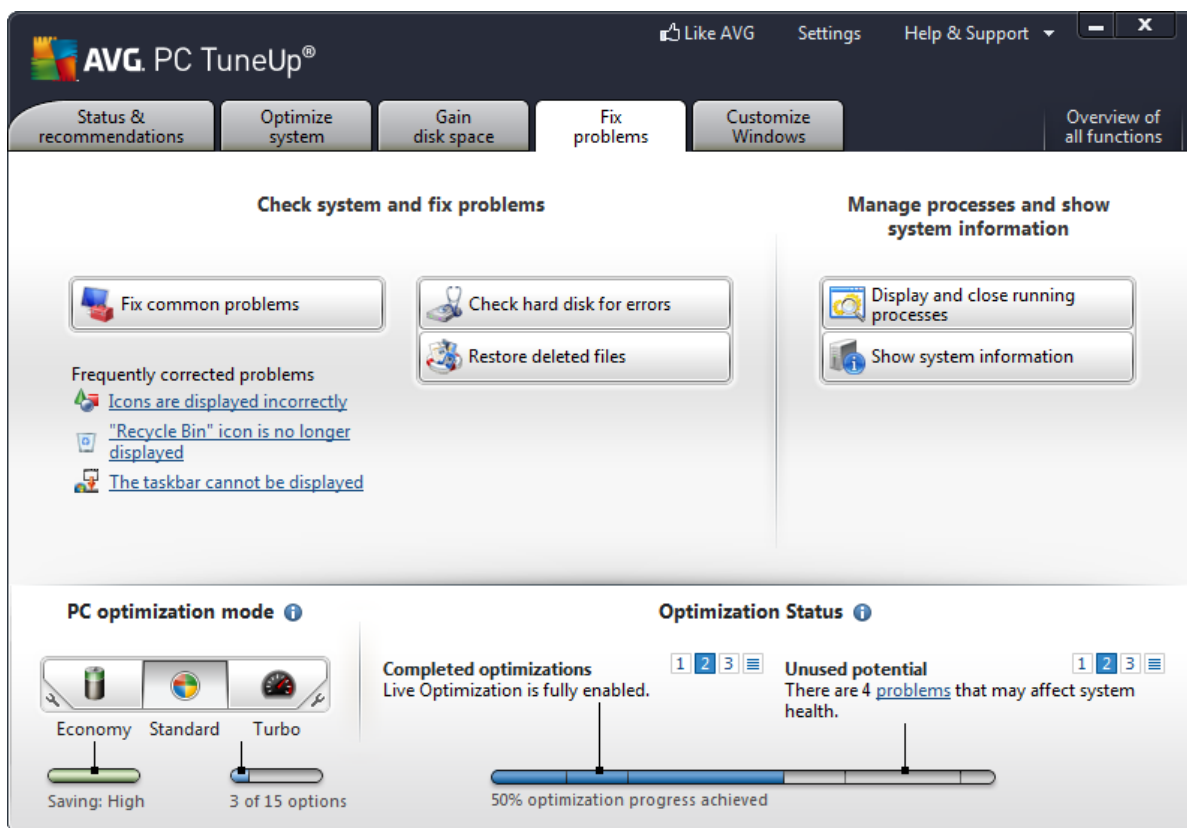 AVG. PC TuneUp®
Like AVG
Settings
Help & Support
Status &
recommendations
Optimize
system
Gain
disk space
Fix
problems
Customize
Windows
Overview of
all functions
Check system and fix problems
Manage processes and show
system information
Fix common problems
Check hard disk for errors
Restore deleted files
Display and close running
processes
Show system information
Frequently corrected problems
Icons are displayed incorrectly
"Recycle Bin" icon is no longer
displayed
The taskbar cannot be displayed
PC optimization mode
Economy
Standard
Turbo
Saving: High
3 of 15 options
Optimization Status
Completed optimizations
1 2 3
Live Optimization is fully enabled.
Unused potential
1 2 3
There are 4 problems that may affect system
health.
50% optimization progress achieved